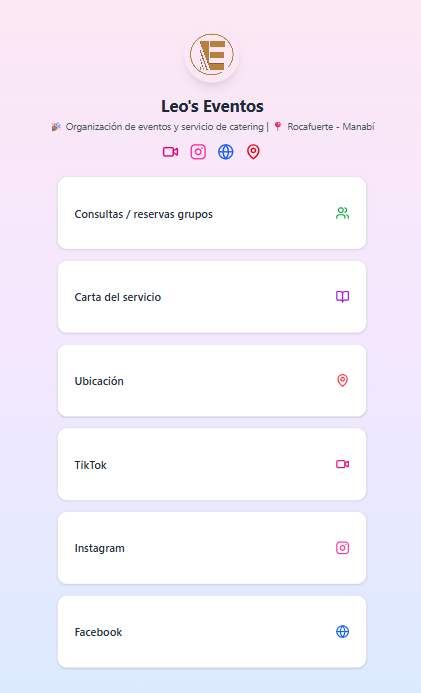 Leo's Eventos
🎉 Organización de eventos y servicio de catering | 📍 Rocafuerte - Manabí
Consultas / reservas grupos
Carta del servicio
Ubicación
TikTok
Instagram
Facebook